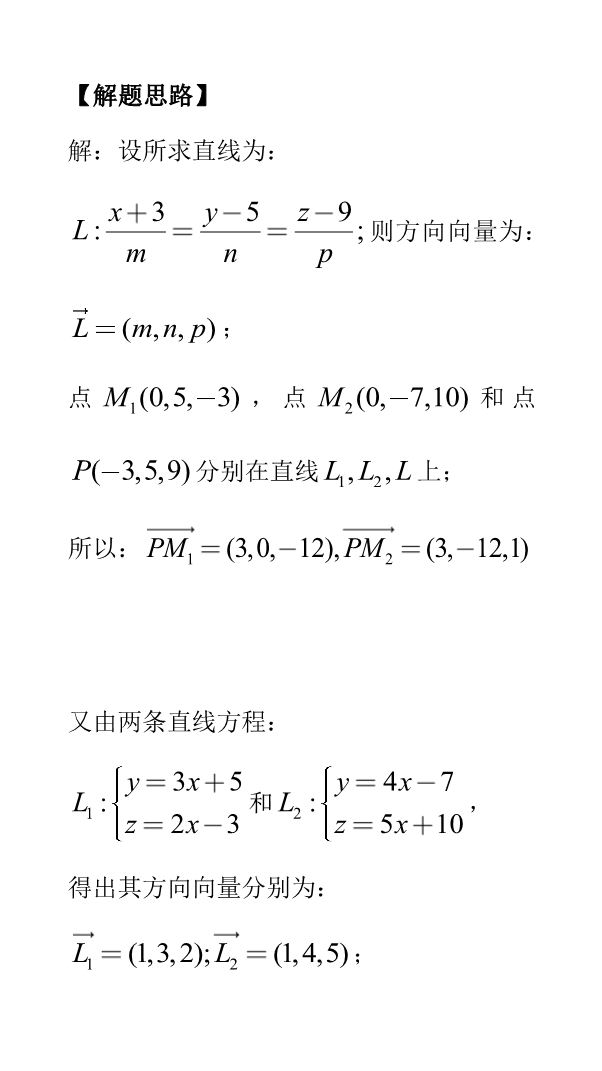 【解题思路】
解：设所求直线为：
L : \frac{x+3}{m} = \frac{y-5}{n} = \frac{z-9}{p} ; 则方向向量为：
\vec{L} = (m, n, p)；
点 M_1(0, 5, -3)，点 M_2(0, -7, 10) 和点
P(-3, 5, 9) 分别在直线 L_1, L_2, L 上；
所以：\overrightarrow{PM_1} = (3, 0, -12), \overrightarrow{PM_2} = (3, -12, 1)
又由两条直线方程：
L_1 : \begin{cases} y = 3x + 5 \\ z = 2x - 3 \end{cases} 和 L_2 : \begin{cases} y = 4x - 7 \\ z = 5x + 10 \end{cases}，
得出其方向向量分别为：
\overrightarrow{L_1} = (1, 3, 2); \overrightarrow{L_2} = (1, 4, 5)；